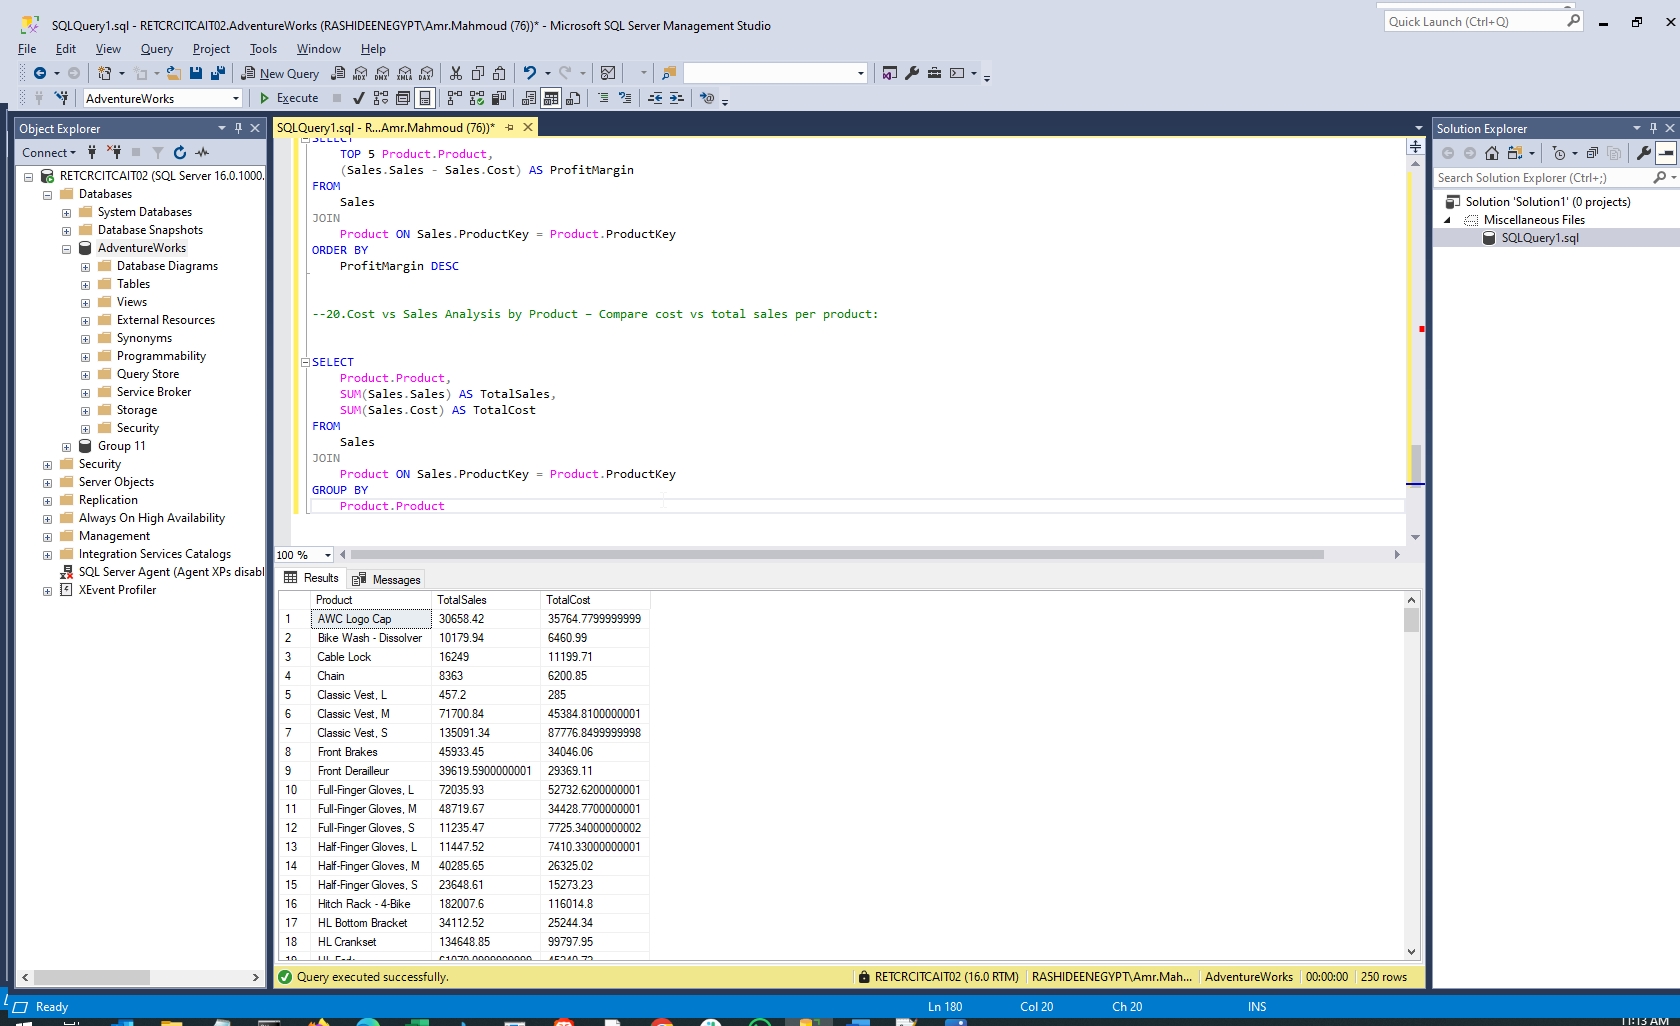 SQLQuery1.sql - RETCRCITCAIT02.AdventureWorks (RASHIDEENEGYPT\Amr.Mahmoud (76))* - Microsoft SQL Server Management Studio
Quick Launch (Ctrl+Q)
File Edit View Query Project Tools Window Help
New Query
AdventureWorks
Execute
Object Explorer
Connect
RETCRCITCAIT02 (SQL Server 16.0.1000.
Databases
System Databases
Database Snapshots
AdventureWorks
Database Diagrams
Tables
Views
External Resources
Synonyms
Programmability
Query Store
Service Broker
Storage
Security
Group 11
Security
Server Objects
Replication
Always On High Availability
Management
Integration Services Catalogs
SQL Server Agent (Agent XPs disabl
XEvent Profiler
SQLQuery1.sql - R...Amr.Mahmoud (76))*
SELECT
TOP 5 Product.Product,
(Sales.Sales - Sales.Cost) AS ProfitMargin
FROM
Sales
JOIN
Product ON Sales.ProductKey = Product.ProductKey
ORDER BY
ProfitMargin DESC
--20.Cost vs Sales Analysis by Product – Compare cost vs total sales per product:
SELECT
Product.Product,
SUM(Sales.Sales) AS TotalSales,
SUM(Sales.Cost) AS TotalCost
FROM
Sales
JOIN
Product ON Sales.ProductKey = Product.ProductKey
GROUP BY
Product.Product
100 %
Results Messages
Product TotalSales TotalCost
1 AWC Logo Cap 30658.42 35764.7799999999
2 Bike Wash - Dissolver 10179.94 6460.99
3 Cable Lock 16249 11199.71
4 Chain 8363 6200.85
5 Classic Vest, L 457.2 285
6 Classic Vest, M 71700.84 45384.8100000001
7 Classic Vest, S 135091.34 87776.8499999998
8 Front Brakes 45933.45 34046.06
9 Front Derailleur 39619.5900000001 29369.11
10 Full-Finger Gloves, L 72035.93 52732.6200000001
11 Full-Finger Gloves, M 48719.67 34428.7700000001
12 Full-Finger Gloves, S 11235.47 7725.34000000002
13 Half-Finger Gloves, L 11447.52 7410.33000000001
14 Half-Finger Gloves, M 40285.65 26325.02
15 Half-Finger Gloves, S 23648.61 15273.23
16 Hitch Rack - 4-Bike 182007.6 116014.8
17 HL Bottom Bracket 34112.52 25244.34
18 HL Crankset 134648.85 99797.95
Query executed successfully.
RETCRCITCAIT02 (16.0 RTM) RASHIDEENEGYPT\Amr.Mah... AdventureWorks 00:00:00 250 rows
Solution Explorer
Search Solution Explorer (Ctrl+;)
Solution 'Solution1' (0 projects)
Miscellaneous Files
SQLQuery1.sql
Ready
Ln 180 Col 20 Ch 20 INS
11:13 AM